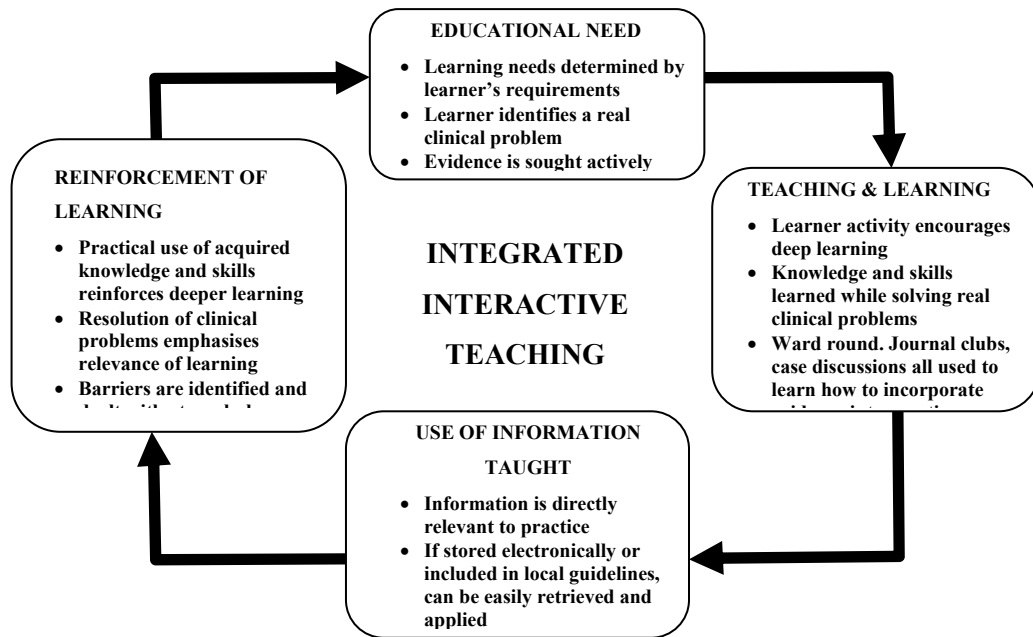 EDUCATIONAL NEED
• Learning needs determined by
learner’s requirements
• Learner identifies a real
clinical problem
• Evidence is sought actively
TEACHING & LEARNING
• Learner activity encourages
deep learning
• Knowledge and skills
learned while solving real
clinical problems
• Ward round. Journal clubs,
case discussions all used to
learn how to incorporate
USE OF INFORMATION
TAUGHT
• Information is directly
relevant to practice
• If stored electronically or
included in local guidelines,
can be easily retrieved and
applied
REINFORCEMENT OF
LEARNING
• Practical use of acquired
knowledge and skills
reinforces deeper learning
• Resolution of clinical
problems emphasises
relevance of learning
• Barriers are identified and
INTEGRATED
INTERACTIVE
TEACHING